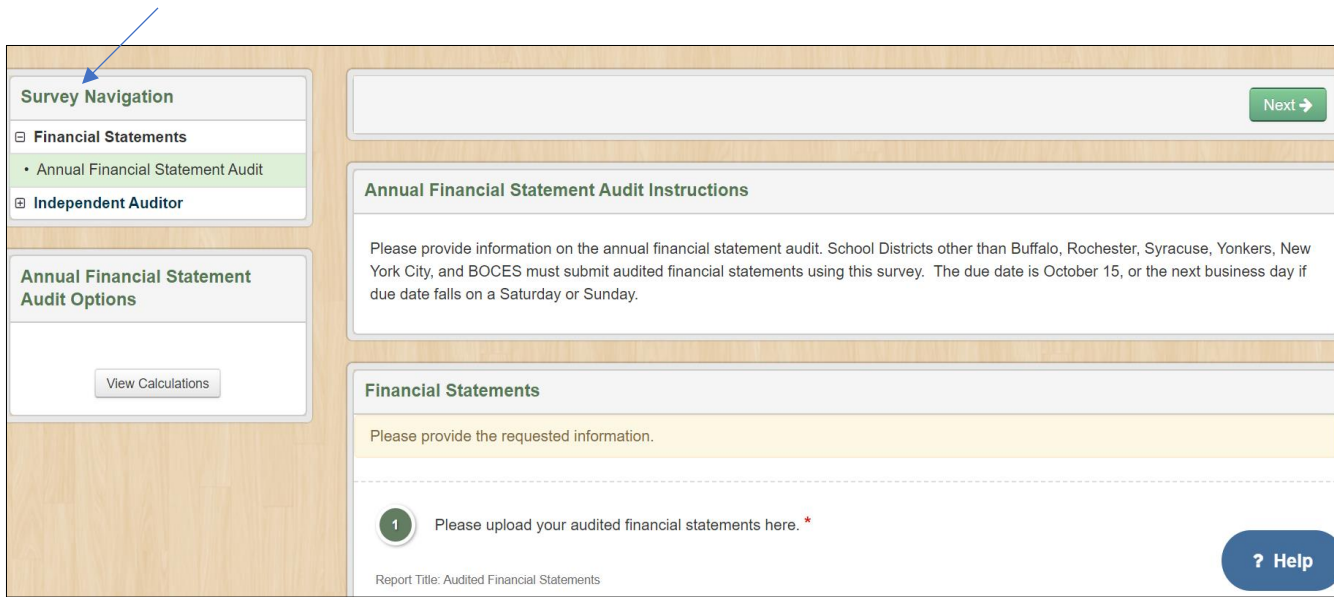 Survey Navigation
Financial Statements
• Annual Financial Statement Audit
Independent Auditor
Annual Financial Statement
Audit Options
View Calculations
Next
Annual Financial Statement Audit Instructions
Please provide information on the annual financial statement audit. School Districts other than Buffalo, Rochester, Syracuse, Yonkers, New
York City, and BOCES must submit audited financial statements using this survey. The due date is October 15, or the next business day if
due date falls on a Saturday or Sunday.
Financial Statements
Please provide the requested information.
1 Please upload your audited financial statements here. *
Report Title: Audited Financial Statements
? Help